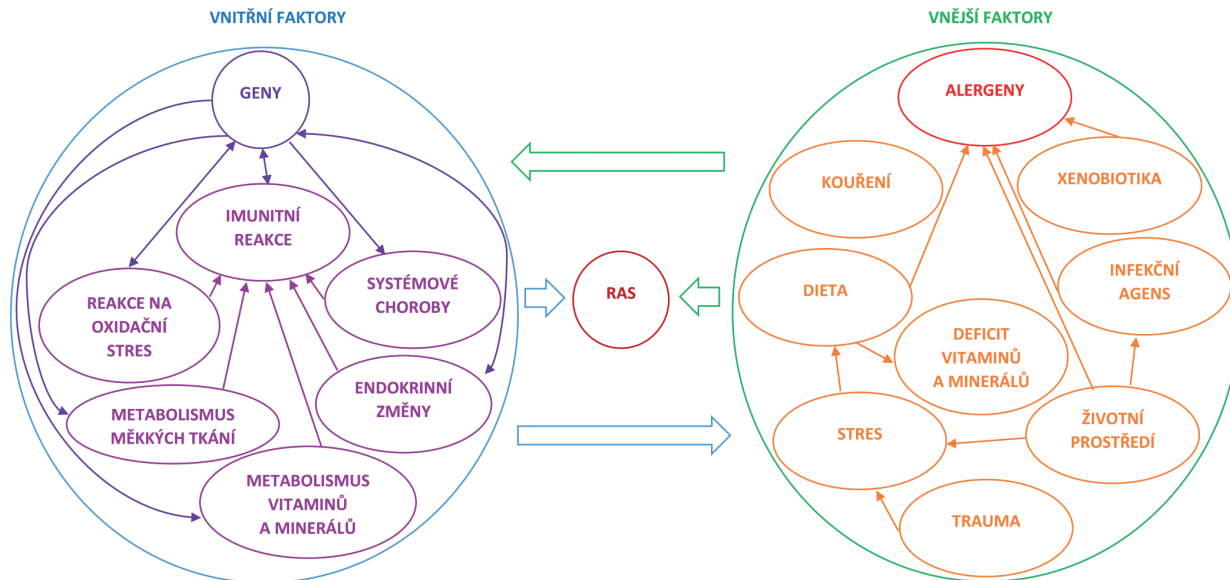 VNITŘNÍ FAKTORY
GENY
IMUNITNÍ
REAKCE
SYSTÉMOVÉ
CHOROBY
REAKCE NA
OXIDAČNÍ
STRES
ENDOKRINNÍ
ZMĚNY
METABOLISMUS
MĚKKÝCH TKÁNÍ
METABOLISMUS
VITAMINŮ
A MINERÁLŮ
RAS
VNĚJŠÍ FAKTORY
ALERGENY
KOUŘENÍ
XENOBIOTIKA
DIETA
INFEKČNÍ
AGENS
DEFICIT
VITAMINŮ
A MINERÁLŮ
STRES
ŽIVOTNÍ
PROSTŘEDÍ
TRAUMA